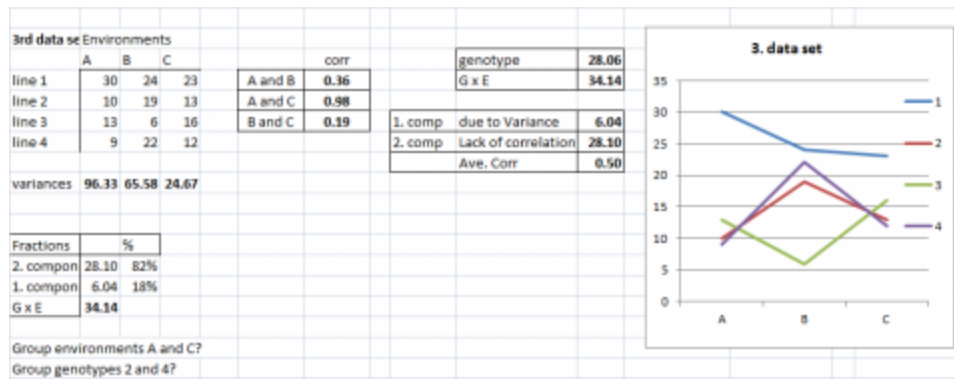 3rd data se Environments
A B C corr genotype 28.06
line 1 30 24 23 A and B 0.36 G x E 34.14
line 2 10 19 13 A and C 0.98
line 3 13 6 16 B and C 0.19 1. comp due to Variance 6.04
line 4 9 22 12 2. comp Lack of correlation 28.10
Ave. Corr 0.50
variances 96.33 65.58 24.67
Fractions %
2. compon 28.10 82%
1. compon 6.04 18%
G x E 34.14
Group environments A and C?
Group genotypes 2 and 4?
3. data set
35
30
25
20
15
10
5
0
A B C
1
2
3
4